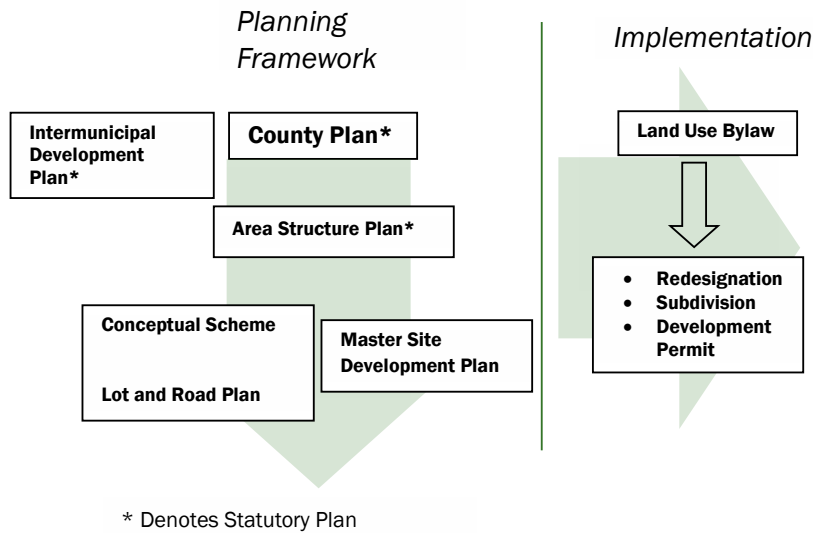 Planning
Framework
Implementation
Intermunicipal
Development
Plan*
County Plan*
Area Structure Plan*
Conceptual Scheme
Lot and Road Plan
Master Site
Development Plan
Land Use Bylaw
• Redesignation
• Subdivision
• Development
Permit
* Denotes Statutory Plan